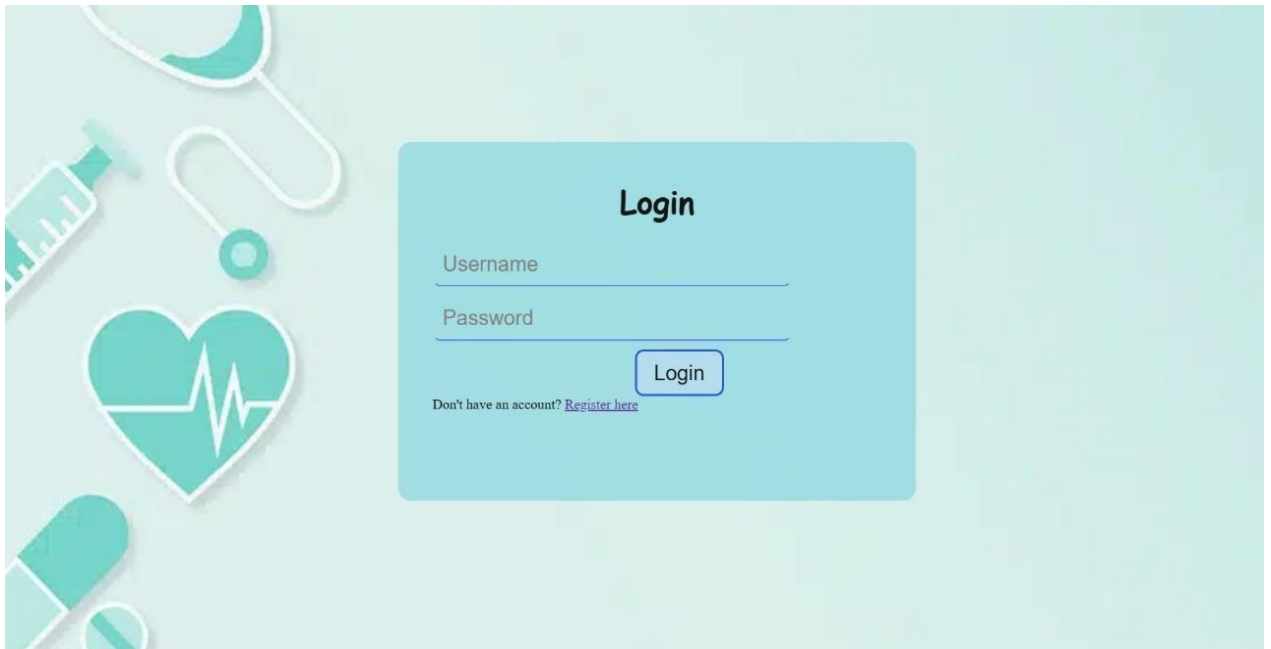 Login
Username
Password
Login
Don't have an account? Register here